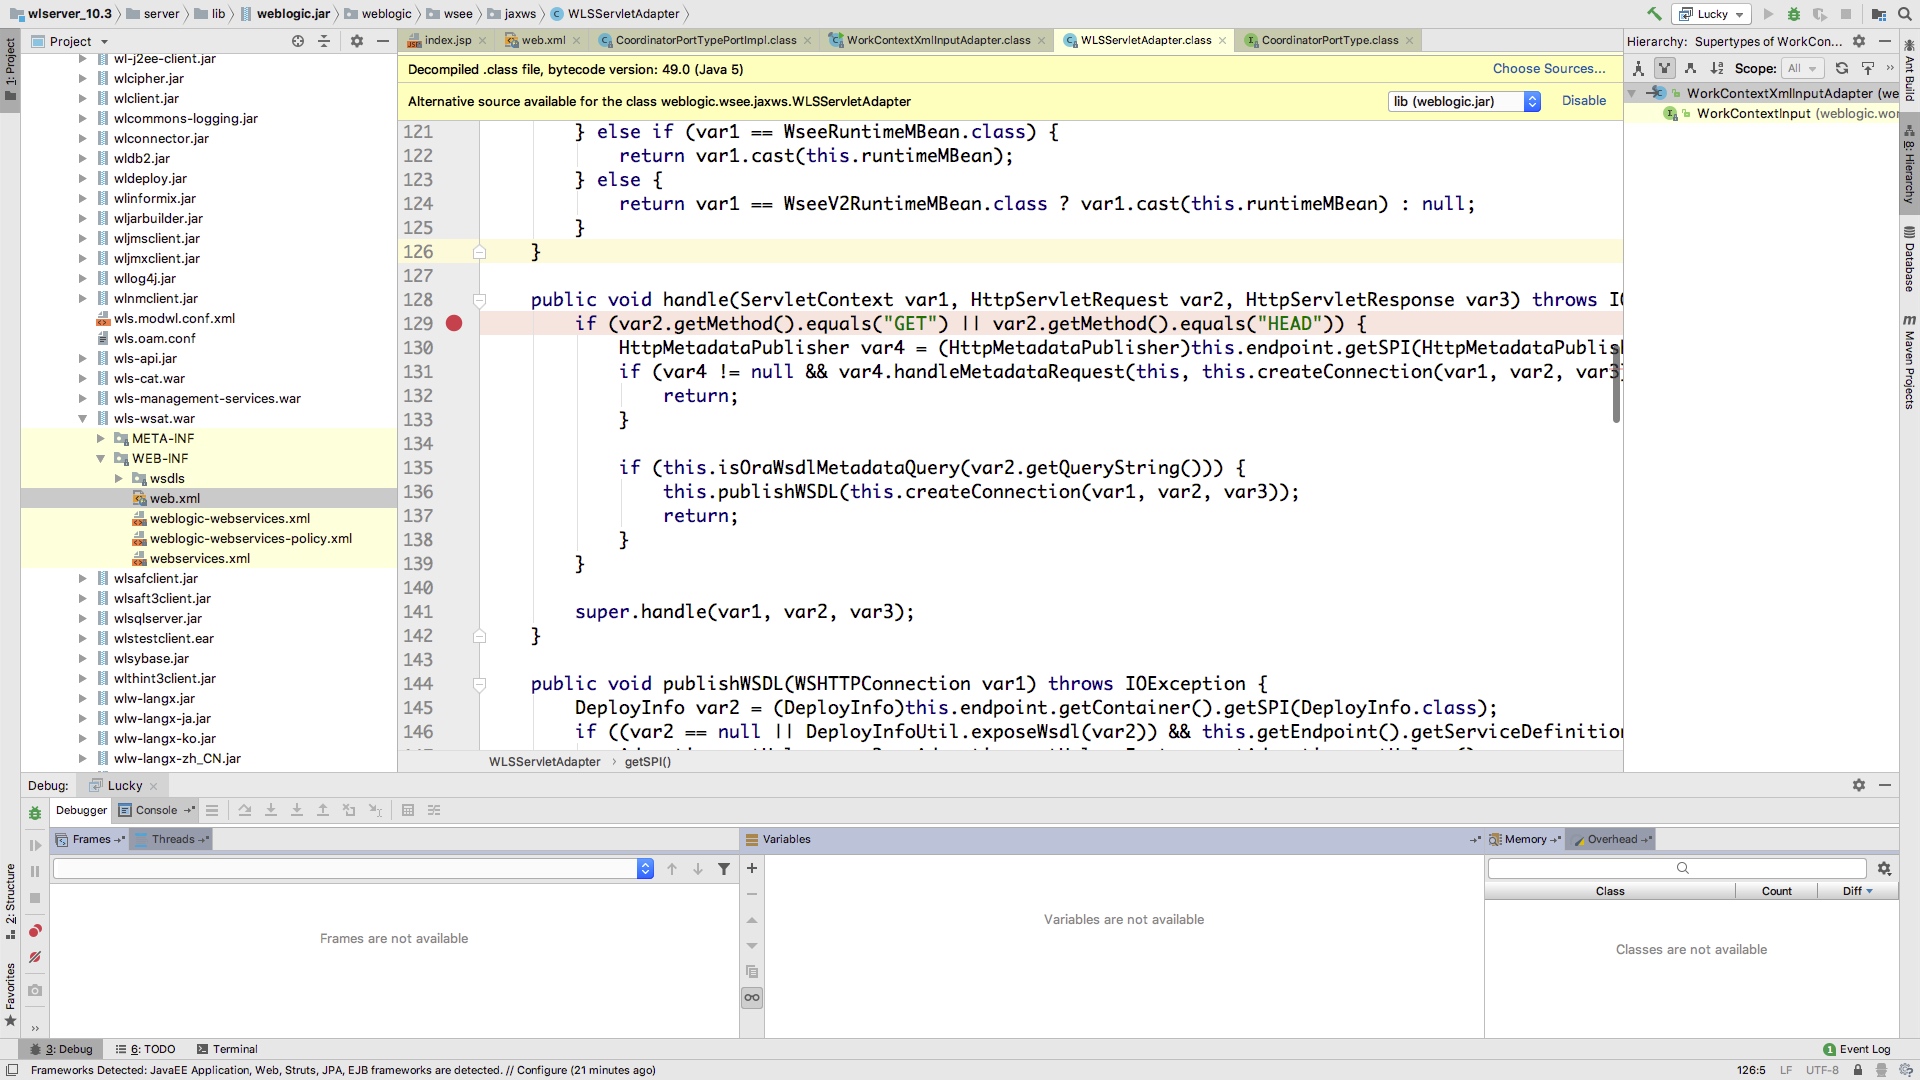 wlserver_10.3 server lib weblogic.jar weblogic wsee jaxws WLSServletAdapter
Lucky
Project
index.jsp web.xml CoordinatorPortTypePortImpl.class WorkContextXmlInputAdapter.class WLSServletAdapter.class CoordinatorPortType.class
Hierarchy: Supertypes of WorkCon...
Decompiled .class file, bytecode version: 49.0 (Java 5)
Choose Sources...
Scope: All
Alternative source available for the class weblogic.wsee.jaxws.WLSServletAdapter
lib (weblogic.jar)
Disable
WorkContextXmlInputAdapter (we
WorkContextInput (weblogic.wor
1: Project
wl-j2ee-client.jar
wlcipher.jar
wlclient.jar
wlcommons-logging.jar
wlconnector.jar
wldb2.jar
wldeploy.jar
wlinformix.jar
wljarbuilder.jar
wljmsclient.jar
wljmxclient.jar
wllog4j.jar
wlnmclient.jar
wls.modwl.conf.xml
wls.oam.conf
wls-api.jar
wls-cat.war
wls-management-services.war
wls-wsat.war
META-INF
WEB-INF
wsdls
web.xml
weblogic-webservices.xml
weblogic-webservices-policy.xml
webservices.xml
wlsafclient.jar
wlsaft3client.jar
wlsqlserver.jar
wlstestclient.ear
wlsybase.jar
wlthint3client.jar
wlw-langx.jar
wlw-langx-ja.jar
wlw-langx-ko.jar
wlw-langx-zh_CN.jar
121 } else if (var1 == WseeRuntimeMBean.class) {
122 return var1.cast(this.runtimeMBean);
123 } else {
124 return var1 == WseeV2RuntimeMBean.class ? var1.cast(this.runtimeMBean) : null;
125 }
126 }
127
128 public void handle(ServletContext var1, HttpServletRequest var2, HttpServletResponse var3) throws IO
129 if (var2.getMethod().equals("GET") || var2.getMethod().equals("HEAD")) {
130 HttpMetadataPublisher var4 = (HttpMetadataPublisher)this.endpoint.getSPI(HttpMetadataPublish
131 if (var4 != null && var4.handleMetadataRequest(this, this.createConnection(var1, var2, var3
132 return;
133 }
134
135 if (this.isOraWsdlMetadataQuery(var2.getQueryString())) {
136 this.publishWSDL(this.createConnection(var1, var2, var3));
137 return;
138 }
139 }
140
141 super.handle(var1, var2, var3);
142 }
143
144 public void publishWSDL(WSHTTPConnection var1) throws IOException {
145 DeployInfo var2 = (DeployInfo)this.endpoint.getContainer().getSPI(DeployInfo.class);
146 if ((var2 == null || DeployInfoUtil.exposeWsdl(var2)) && this.getEndpoint().getServiceDefinition
WLSServletAdapter getSPI()
Ant Build
8: Hierarchy
Database
Maven Projects
Debug: Lucky
Debugger Console
Frames Threads Variables Memory Overhead
Class Count Diff
Frames are not available
Variables are not available
Classes are not available
2: Structure
Favorites
3: Debug 6: TODO Terminal
1 Event Log
Frameworks Detected: JavaEE Application, Web, Struts, JPA, EJB frameworks are detected. // Configure (21 minutes ago)
126:5 LF UTF-8